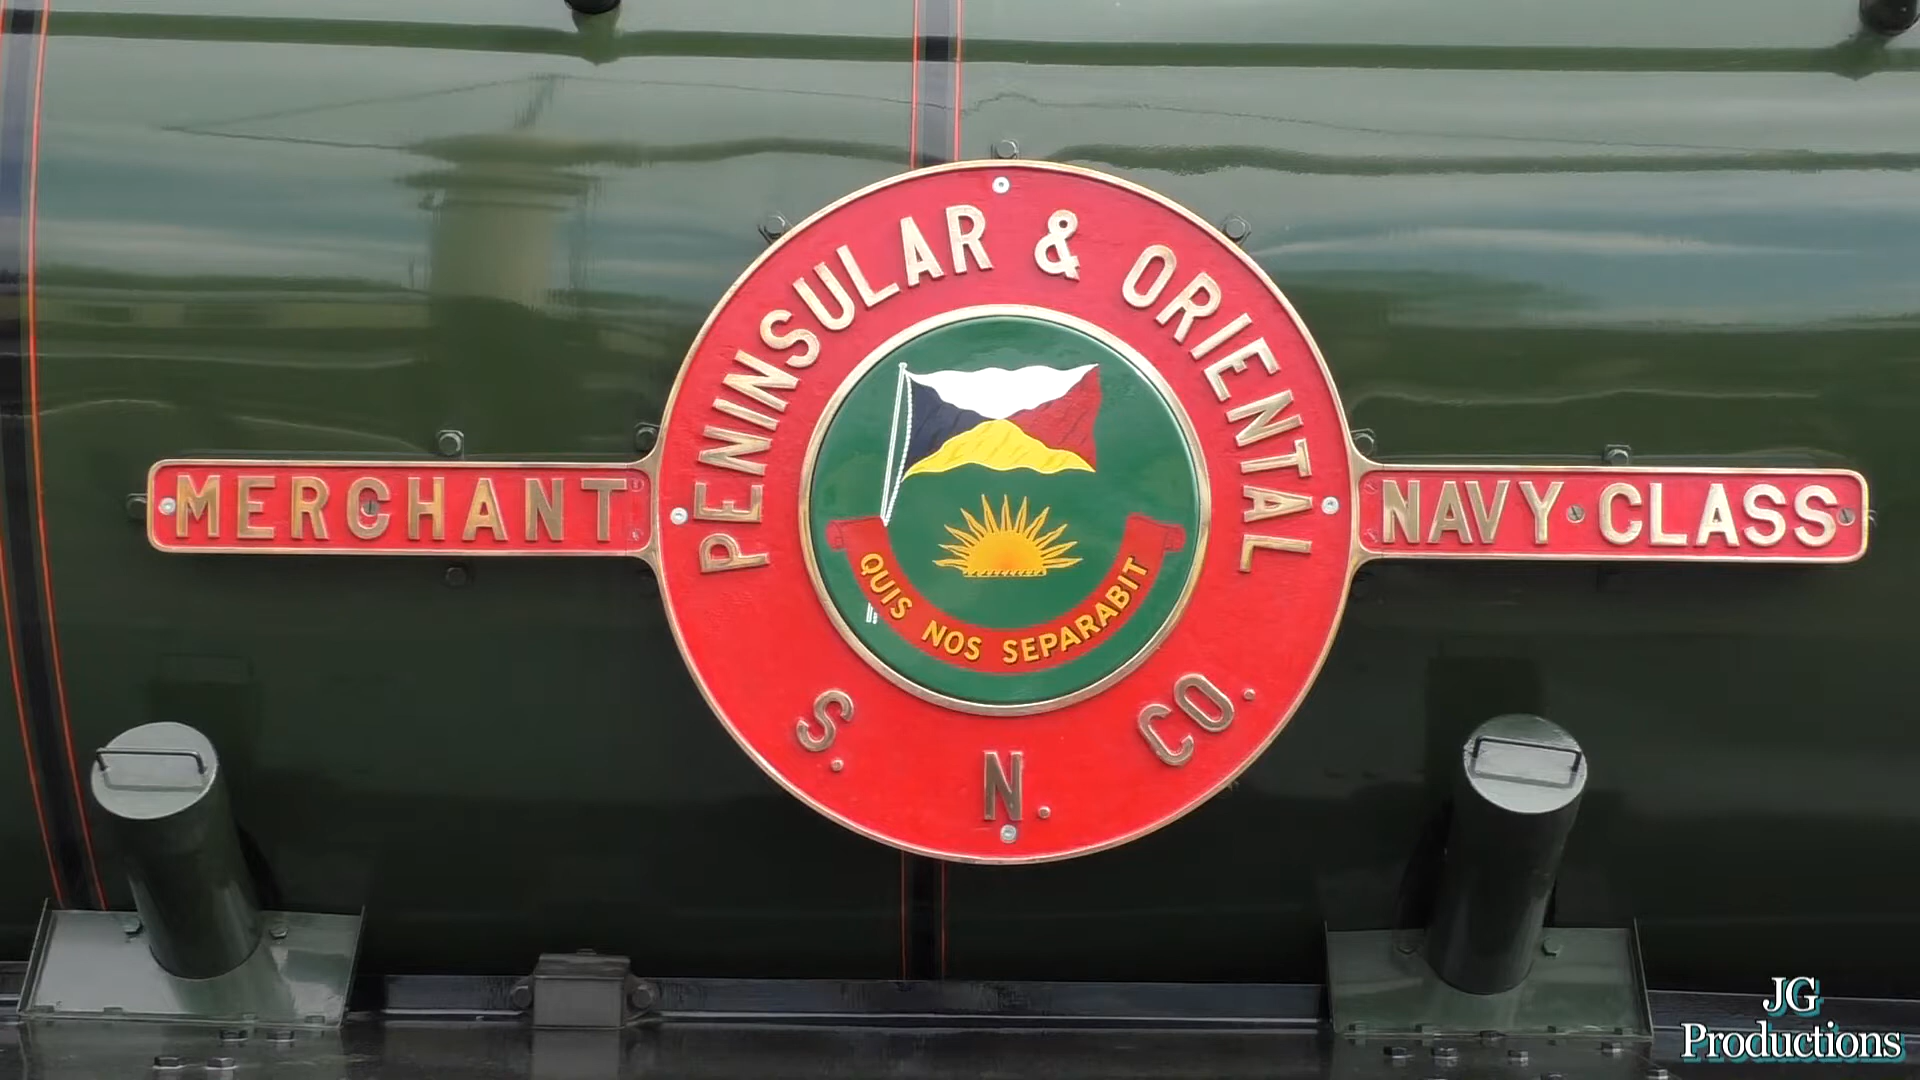 PENINSULAR & ORIENTAL
MERCHANT
NAVY CLASS
QUIS NOS SEPARABIT
S. N. CO.
JG
Productions